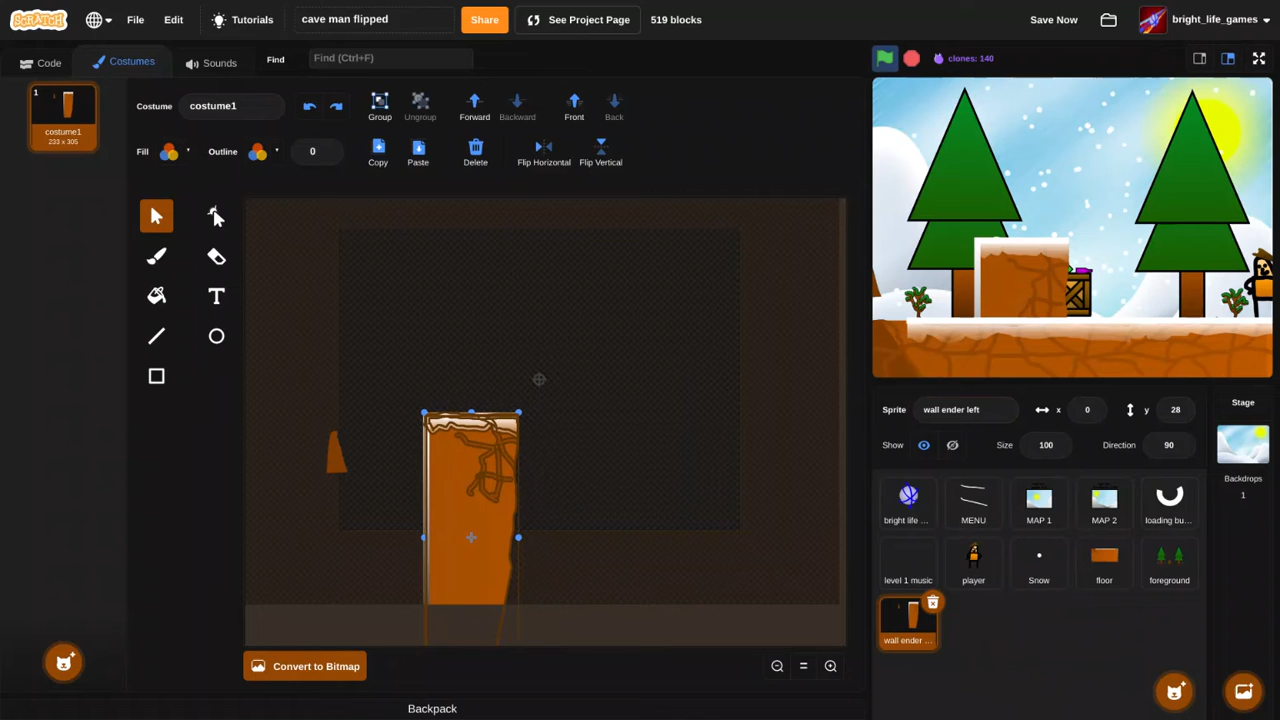 SCRATCH File Edit Tutorials cave man flipped Share See Project Page 519 blocks Save Now bright_life_games
Code Costumes Sounds Find Find (Ctrl+F) clones: 140
1
costume1
233 x 305
Costume costume1 Group Ungroup Forward Backward Front Back
Fill Outline 0 Copy Paste Delete Flip Horizontal Flip Vertical
T
Convert to Bitmap
Backpack
Sprite wall ender left x 0 y 28
Show Size 100 Direction 90
Stage
Backdrops
1
bright life ... MENU MAP 1 MAP 2 loading bu...
level 1 music player Snow floor foreground
wall ender ...